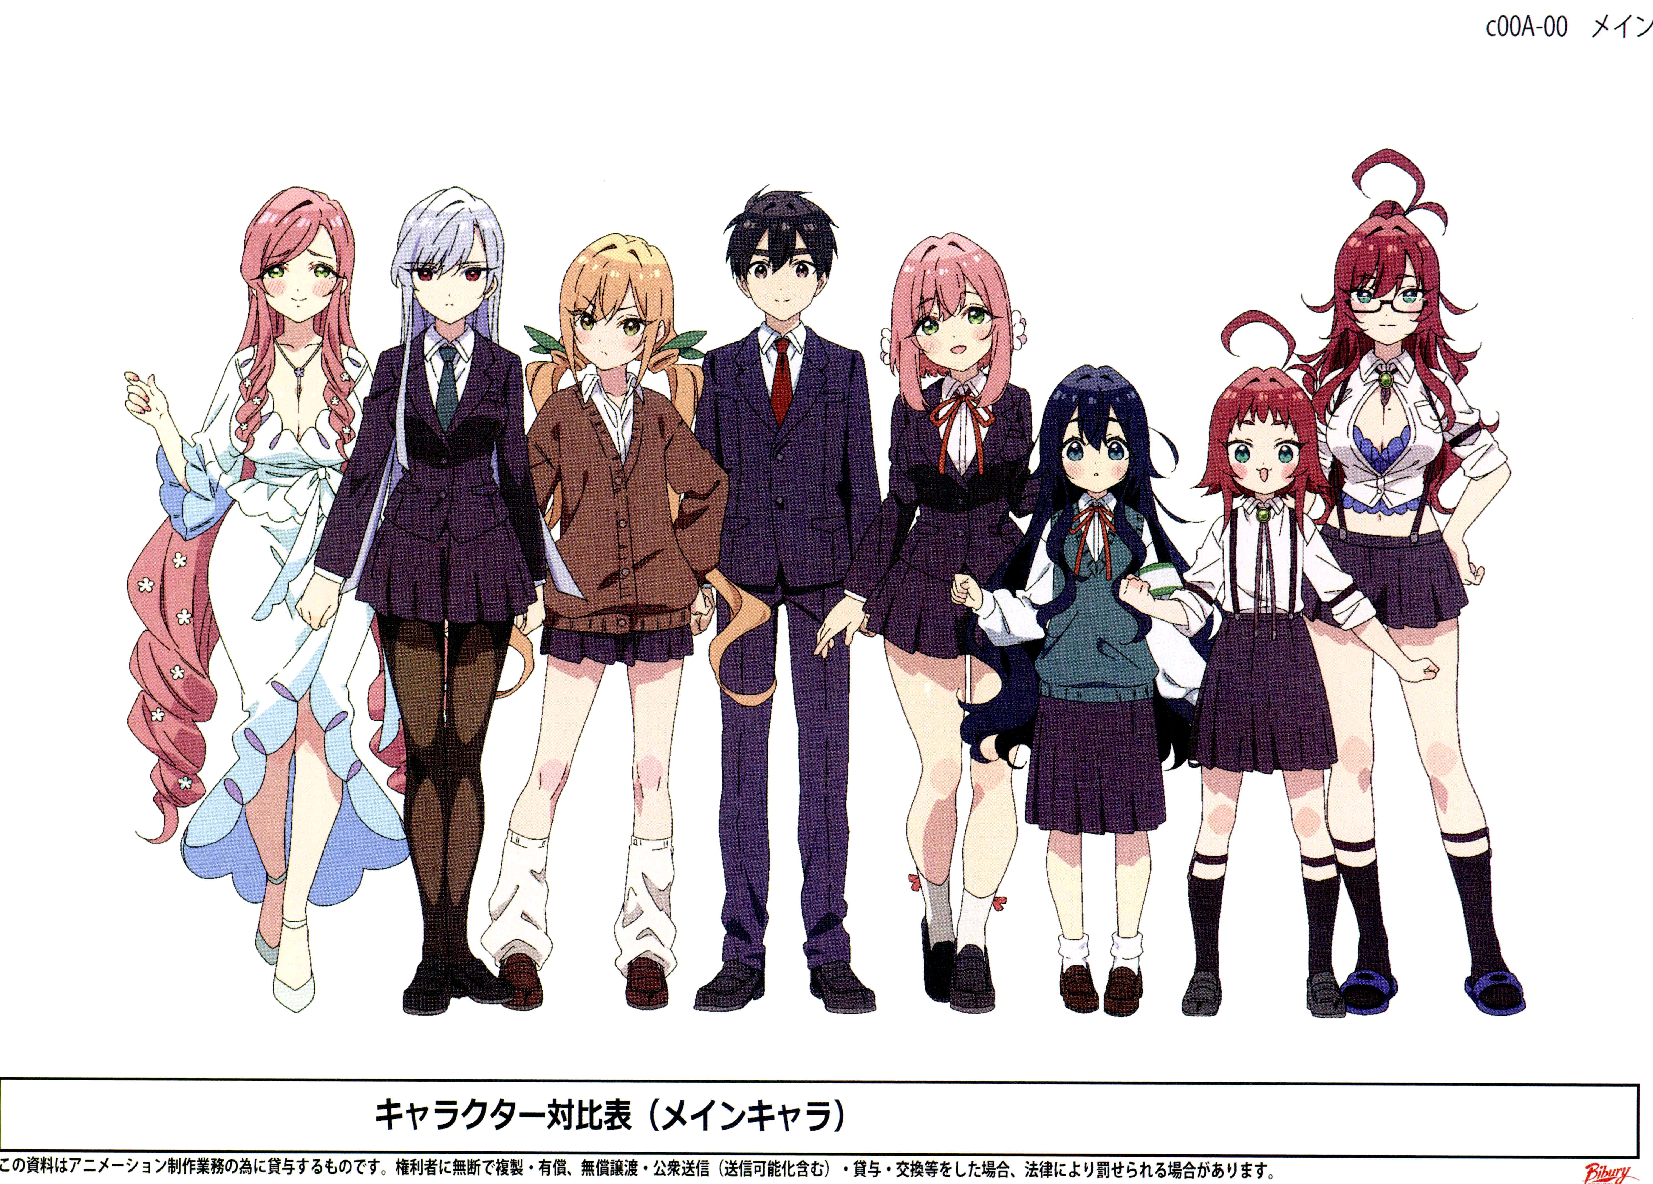 c00A-00 メイン
キャラクター対比表（メインキャラ）
この資料はアニメーション制作業務の為に貸与するものです。権利者に無断で複製・有償、無償譲渡・公衆送信（送信可能化含む）・貸与・交換等をした場合、法律により罰せられる場合があります。
Bibury